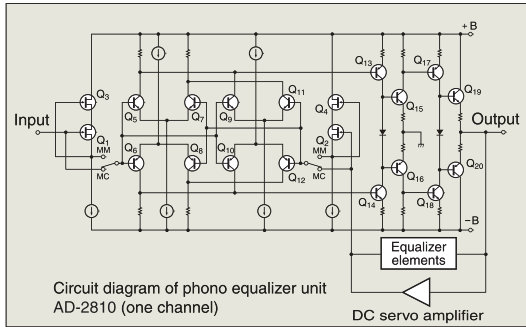 +B
Q13
Q17
Q3
Q11
Q4
Q19
Q5
Q7
Q9
Q15
Input
Output
Q1
Q2
MM
MM
Q6
Q8
Q10
Q16
Q20
MC
Q12
MC
Q14
Q18
−B
Equalizer
elements
Circuit diagram of phono equalizer unit
AD-2810 (one channel)
DC servo amplifier